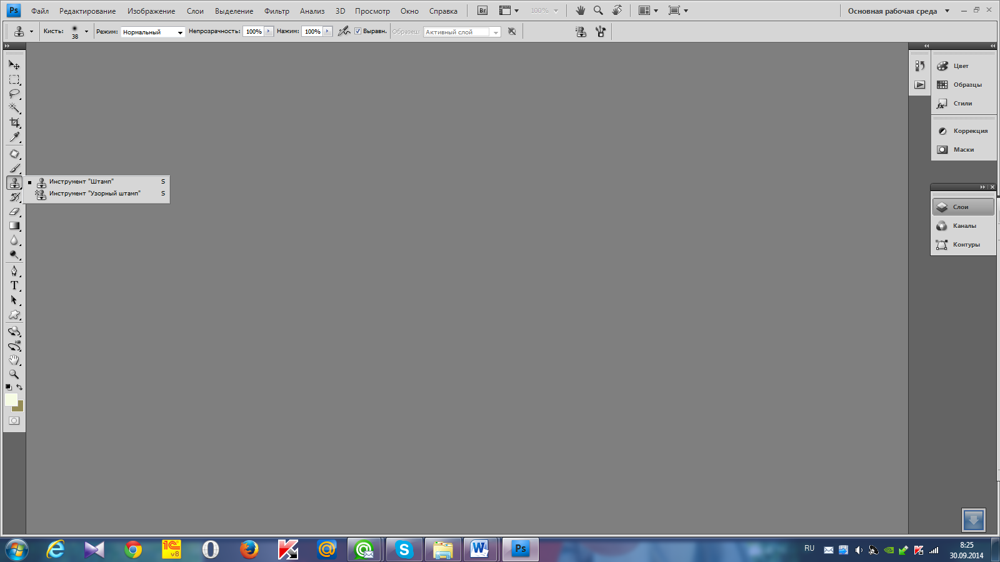 Ps Файл Редактирование Изображение Слои Выделение Фильтр Анализ 3D Просмотр Окно Справка Br 100% Основная рабочая среда
Кисть: 38 Режим: Нормальный Непрозрачность: 100% Нажим: 100% Выравн. Образец: Активный слой
Цвет
Образцы
Стили
Коррекция
Маски
Инструмент "Штамп" S
Инструмент "Узорный штамп" S
Слои
Каналы
Контуры
T
1С v8 @ S W Ps RU 8:25
30.09.2014